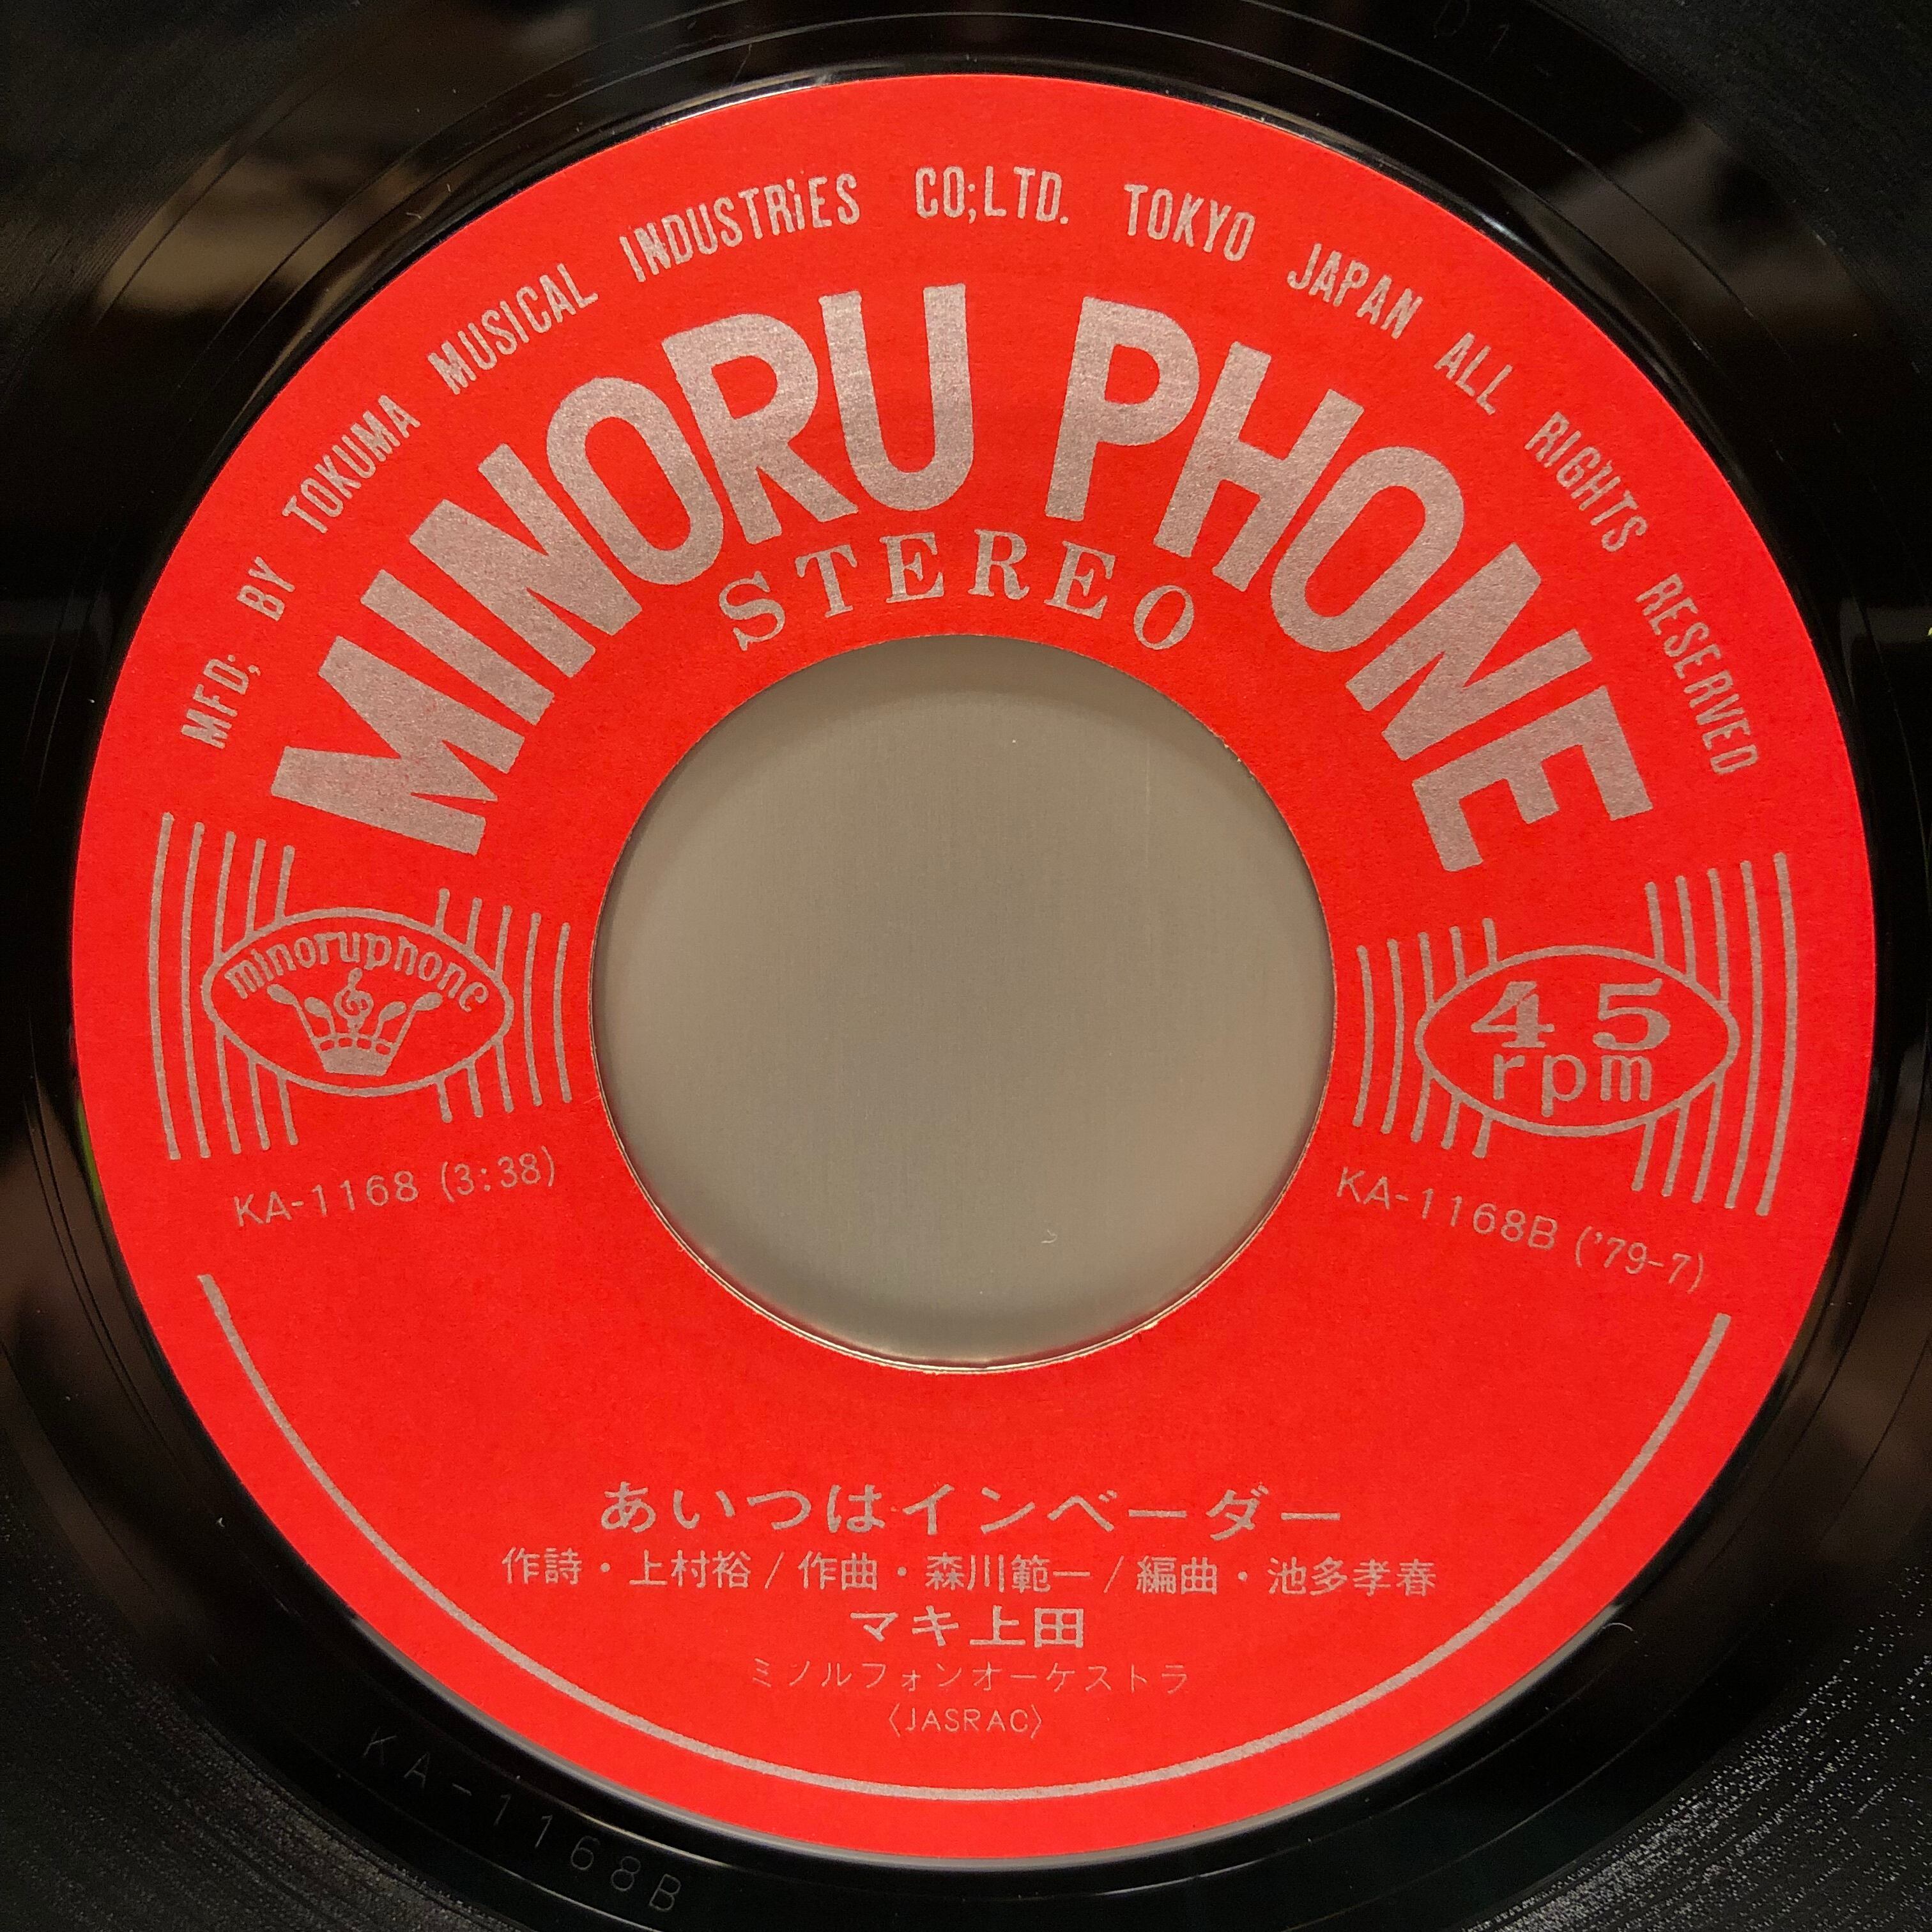 MFD; BY TOKUMA MUSICAL INDUSTRIES CO;LTD. TOKYO JAPAN ALL RIGHTS RESERVED
MINORU PHONE
STEREO
minoruphone
45
rpm
KA-1168 (3:38)
KA-1168B ('79-7)
あいつはインベーダー
作詩・上村裕/作曲・森川範一/編曲・池多孝春
マキ上田
ミノルフォンオーケストラ
〈JASRAC〉
KA-1168B